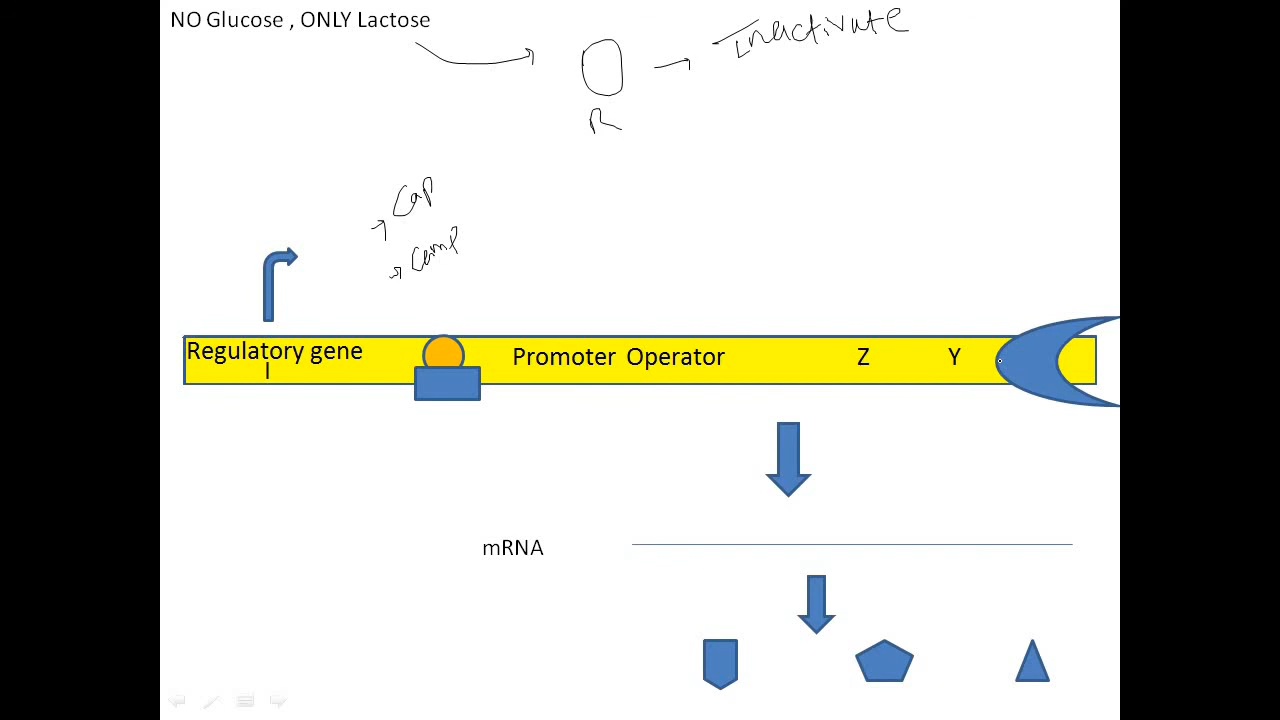 NO Glucose , ONLY Lactose
Inactivate
R
Cap
Camp
Regulatory gene
I
Promoter Operator Z Y
mRNA